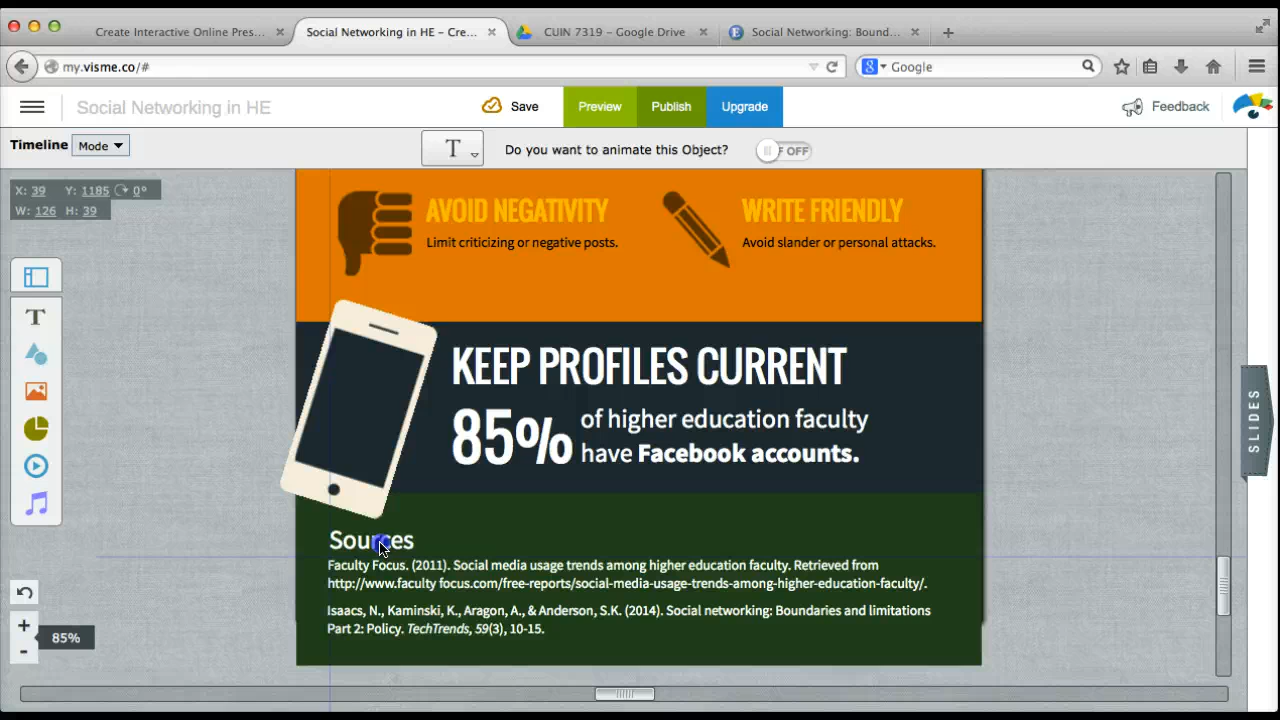 Create Interactive Online Pres...
Social Networking in HE – Cre...
CUIN 7319 – Google Drive
Social Networking: Bound...
my.visme.co/#
Google
Social Networking in HE
Save
Preview
Publish
Upgrade
Feedback
Timeline
Mode
T
Do you want to animate this Object?
OFF
X: 39 Y: 1185 0°
W: 126 H: 39
AVOID NEGATIVITY
Limit criticizing or negative posts.
WRITE FRIENDLY
Avoid slander or personal attacks.
T
KEEP PROFILES CURRENT
85%
of higher education faculty
have Facebook accounts.
SLIDES
Sources
Faculty Focus. (2011). Social media usage trends among higher education faculty. Retrieved from
http://www.faculty focus.com/free-reports/social-media-usage-trends-among-higher-education-faculty/.
Isaacs, N., Kaminski, K., Aragon, A., & Anderson, S.K. (2014). Social networking: Boundaries and limitations
Part 2: Policy. TechTrends, 59(3), 10-15.
+
85%
-